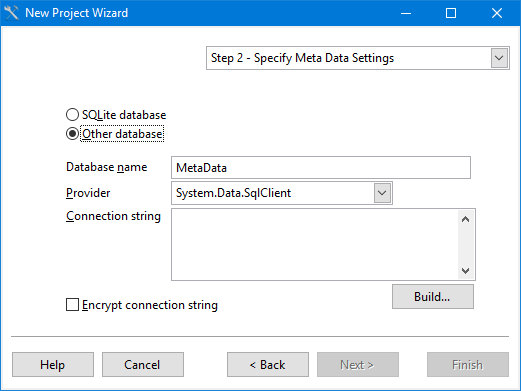 New Project Wizard
Step 2 - Specify Meta Data Settings
SQLite database
Other database
Database name MetaData
Provider System.Data.SqlClient
Connection string
Build...
Encrypt connection string
Help Cancel < Back Next > Finish